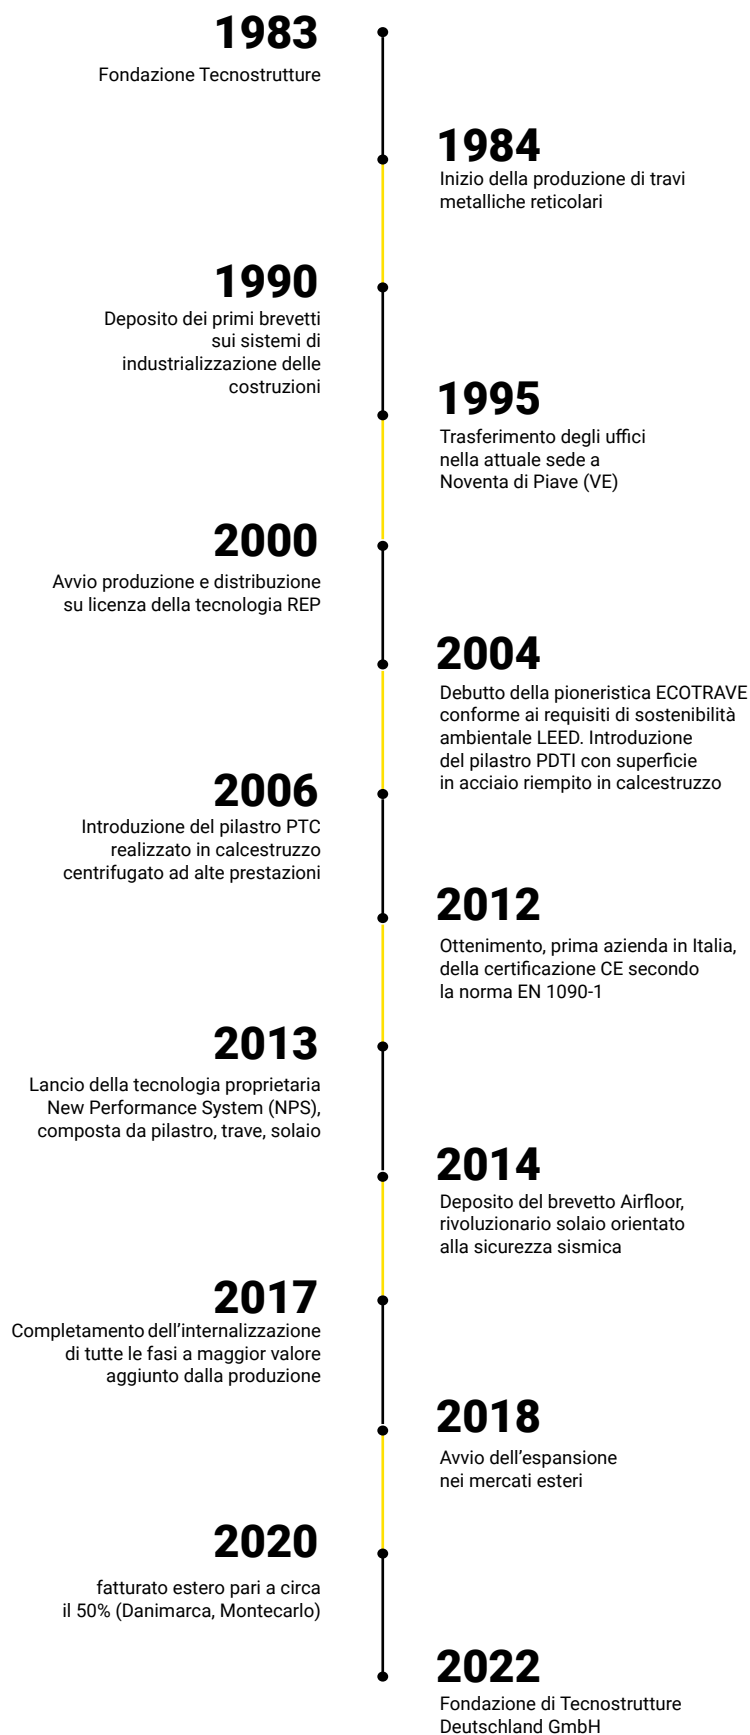 1983
Fondazione Tecnostrutture
1984
Inizio della produzione di travi
metalliche reticolari
1990
Deposito dei primi brevetti
sui sistemi di
industrializzazione delle
costruzioni
1995
Trasferimento degli uffici
nella attuale sede a
Noventa di Piave (VE)
2000
Avvio produzione e distribuzione
su licenza della tecnologia REP
2004
Debutto della pioneristica ECOTRAVE
conforme ai requisiti di sostenibilità
ambientale LEED. Introduzione
del pilastro PDTI con superficie
in acciaio riempito in calcestruzzo
2006
Introduzione del pilastro PTC
realizzato in calcestruzzo
centrifugato ad alte prestazioni
2012
Ottenimento, prima azienda in Italia,
della certificazione CE secondo
la norma EN 1090-1
2013
Lancio della tecnologia proprietaria
New Performance System (NPS),
composta da pilastro, trave, solaio
2014
Deposito del brevetto Airfloor,
rivoluzionario solaio orientato
alla sicurezza sismica
2017
Completamento dell’internalizzazione
di tutte le fasi a maggior valore
aggiunto dalla produzione
2018
Avvio dell’espansione
nei mercati esteri
2020
fatturato estero pari a circa
il 50% (Danimarca, Montecarlo)
2022
Fondazione di Tecnostrutture
Deutschland GmbH